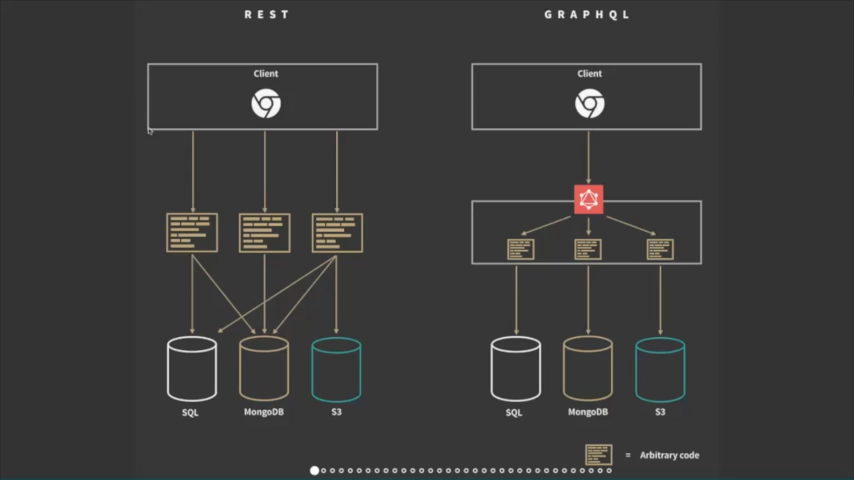 REST
GRAPHQL
Client
Client
SQL
MongoDB
S3
SQL
MongoDB
S3
= Arbitrary code